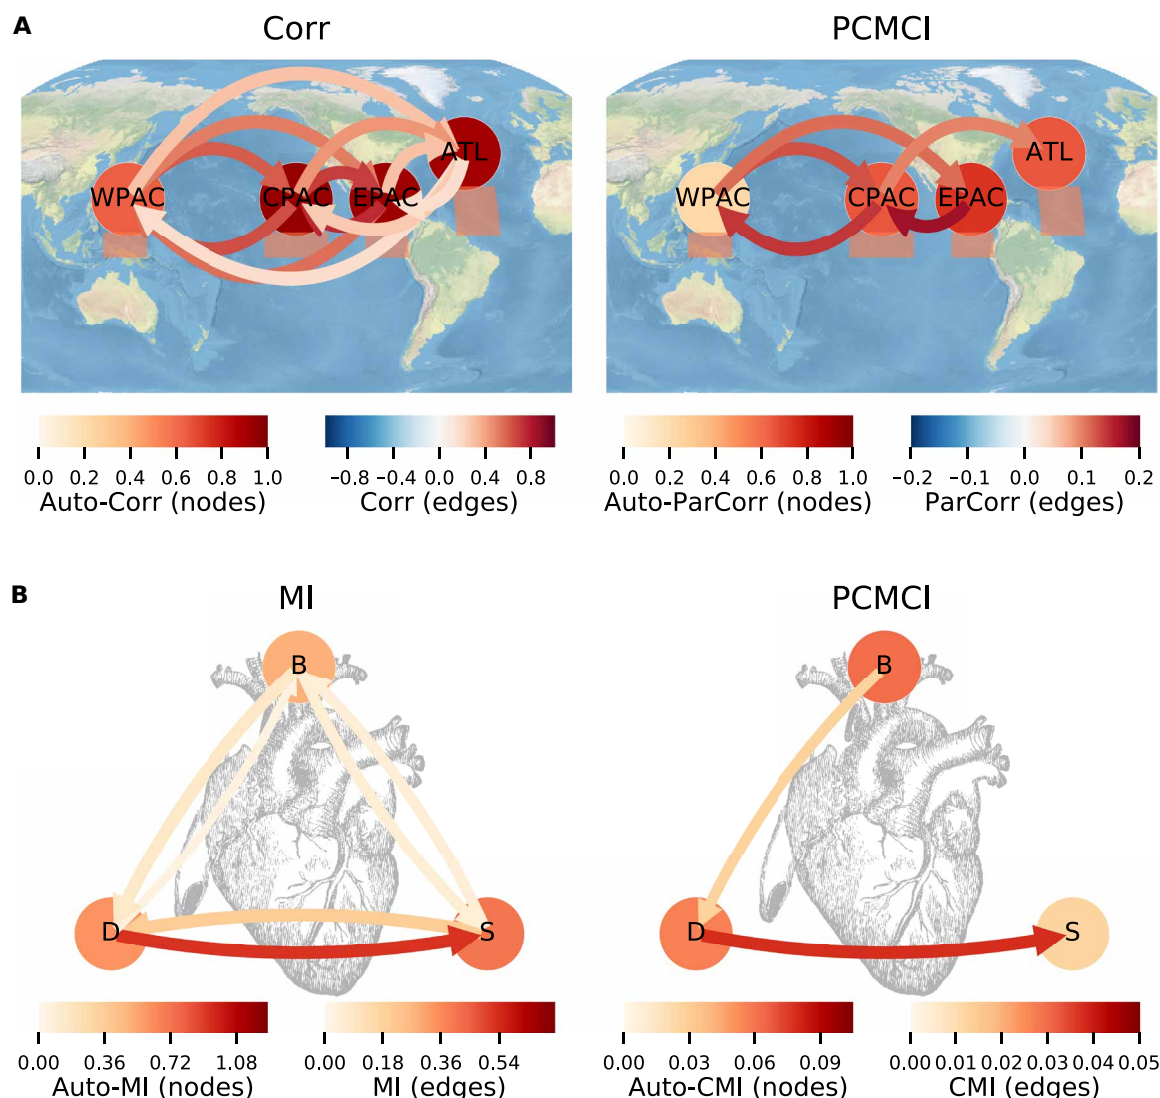 A
Corr
PCMCI
ATL
WPAC
CPAC
EPAC
ATL
WPAC
CPAC
EPAC
0.0 0.2 0.4 0.6 0.8 1.0
Auto-Corr (nodes)
−0.8 −0.4 0.0 0.4 0.8
Corr (edges)
0.0 0.2 0.4 0.6 0.8 1.0
Auto-ParCorr (nodes)
−0.2 −0.1 0.0 0.1 0.2
ParCorr (edges)
B
MI
PCMCI
B
D
S
B
D
S
0.00 0.36 0.72 1.08
Auto-MI (nodes)
0.00 0.18 0.36 0.54
MI (edges)
0.00 0.03 0.06 0.09
Auto-CMI (nodes)
0.00 0.01 0.02 0.03 0.04 0.05
CMI (edges)